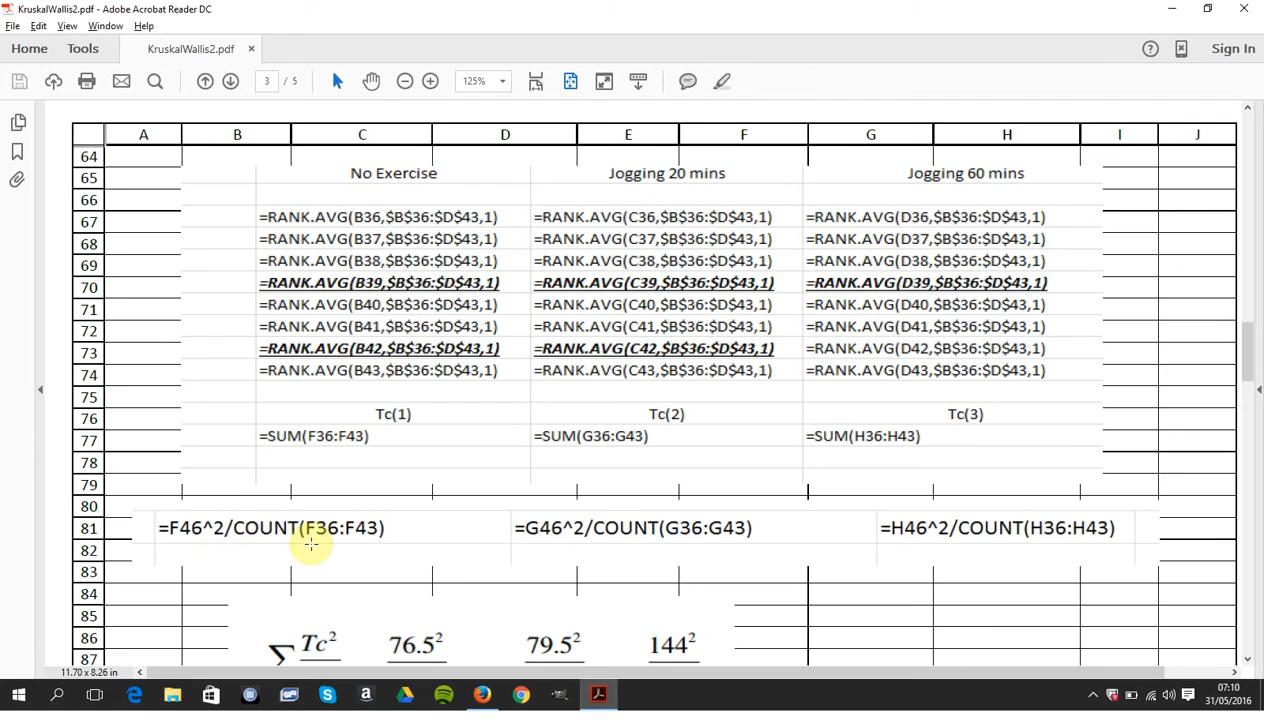 KruskalWallis2.pdf - Adobe Acrobat Reader DC
File Edit View Window Help
Home Tools KruskalWallis2.pdf × Sign In
3 / 5 125%
A B C D E F G H I J
64
65 No Exercise Jogging 20 mins Jogging 60 mins
66
67 =RANK.AVG(B36,$B$36:$D$43,1) =RANK.AVG(C36,$B$36:$D$43,1) =RANK.AVG(D36,$B$36:$D$43,1)
68 =RANK.AVG(B37,$B$36:$D$43,1) =RANK.AVG(C37,$B$36:$D$43,1) =RANK.AVG(D37,$B$36:$D$43,1)
69 =RANK.AVG(B38,$B$36:$D$43,1) =RANK.AVG(C38,$B$36:$D$43,1) =RANK.AVG(D38,$B$36:$D$43,1)
70 =RANK.AVG(B39,$B$36:$D$43,1) =RANK.AVG(C39,$B$36:$D$43,1) =RANK.AVG(D39,$B$36:$D$43,1)
71 =RANK.AVG(B40,$B$36:$D$43,1) =RANK.AVG(C40,$B$36:$D$43,1) =RANK.AVG(D40,$B$36:$D$43,1)
72 =RANK.AVG(B41,$B$36:$D$43,1) =RANK.AVG(C41,$B$36:$D$43,1) =RANK.AVG(D41,$B$36:$D$43,1)
73 =RANK.AVG(B42,$B$36:$D$43,1) =RANK.AVG(C42,$B$36:$D$43,1) =RANK.AVG(D42,$B$36:$D$43,1)
74 =RANK.AVG(B43,$B$36:$D$43,1) =RANK.AVG(C43,$B$36:$D$43,1) =RANK.AVG(D43,$B$36:$D$43,1)
75
76 Tc(1) Tc(2) Tc(3)
77 =SUM(F36:F43) =SUM(G36:G43) =SUM(H36:H43)
78
79
80
81 =F46^2/COUNT(F36:F43) =G46^2/COUNT(G36:G43) =H46^2/COUNT(H36:H43)
82
83
84
85
86 ∑ Tc² 76.5² 79.5² 144²
87
11.70 x 8.26 in
07:10
31/05/2016